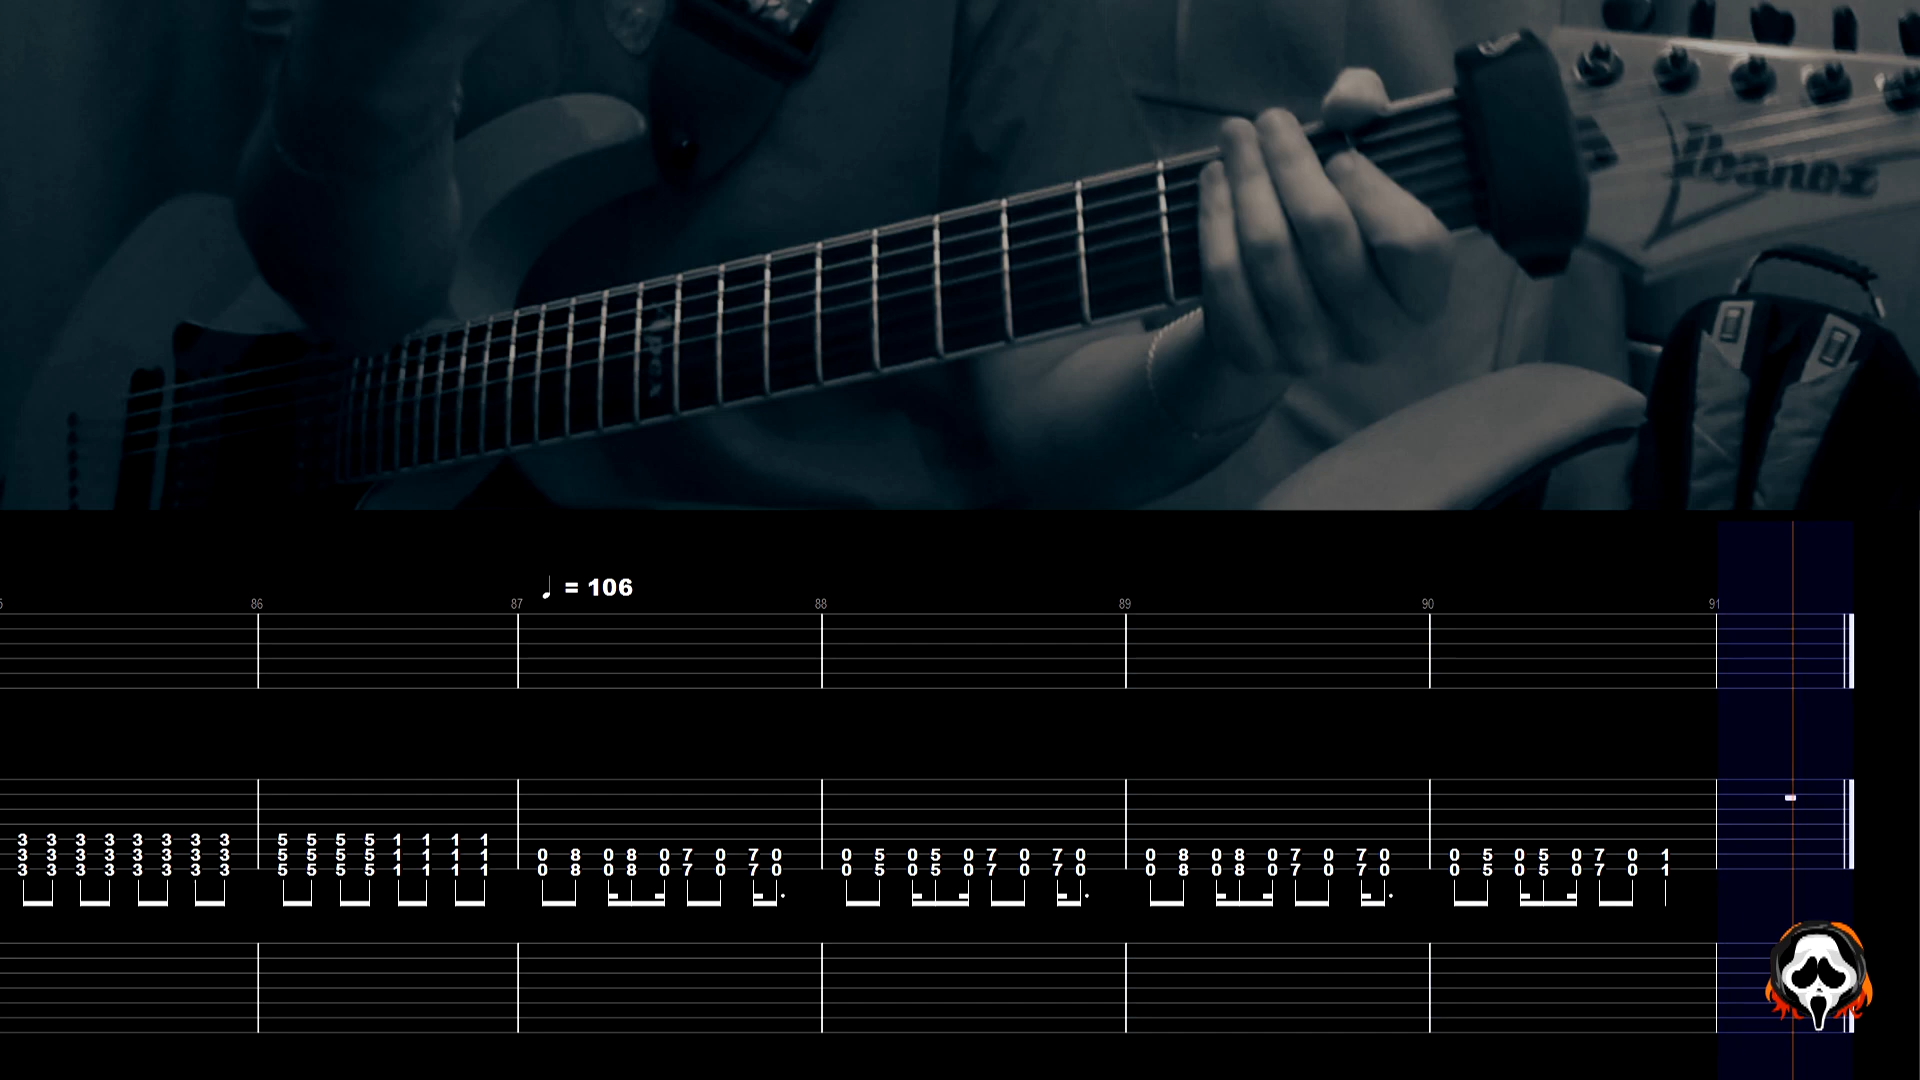 Ibanez
Apex
♩ = 106
86 87 88 89 90 91
3 3 3 3 3 3 3 3 5 5 5 5 1 1 1 1
3 3 3 3 3 3 3 3 5 5 5 5 1 1 1 1 0 8 0 8 0 7 0 7 0 0 5 0 5 0 7 0 7 0 0 8 0 8 0 7 0 7 0 0 5 0 5 0 7 0 1
3 3 3 3 3 3 3 3 5 5 5 5 1 1 1 1 0 8 0 8 0 7 0 7 0 0 5 0 5 0 7 0 7 0 0 8 0 8 0 7 0 7 0 0 5 0 5 0 7 0 1